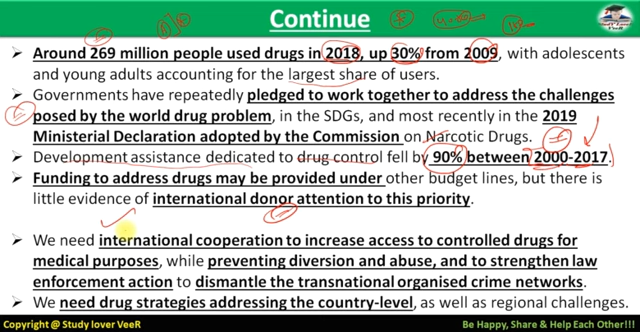 Continue
• Around 269 million people used drugs in 2018, up 30% from 2009, with adolescents
and young adults accounting for the largest share of users.
• Governments have repeatedly pledged to work together to address the challenges
posed by the world drug problem, in the SDGs, and most recently in the 2019
Ministerial Declaration adopted by the Commission on Narcotic Drugs.
• Development assistance dedicated to drug control fell by 90% between 2000-2017.
• Funding to address drugs may be provided under other budget lines, but there is
little evidence of international donor attention to this priority.
• We need international cooperation to increase access to controlled drugs for
medical purposes, while preventing diversion and abuse, and to strengthen law
enforcement action to dismantle the transnational organised crime networks.
• We need drug strategies addressing the country-level, as well as regional challenges.
Copyright @ Study lover VeeR
Be Happy, Share & Help Each Other!!!